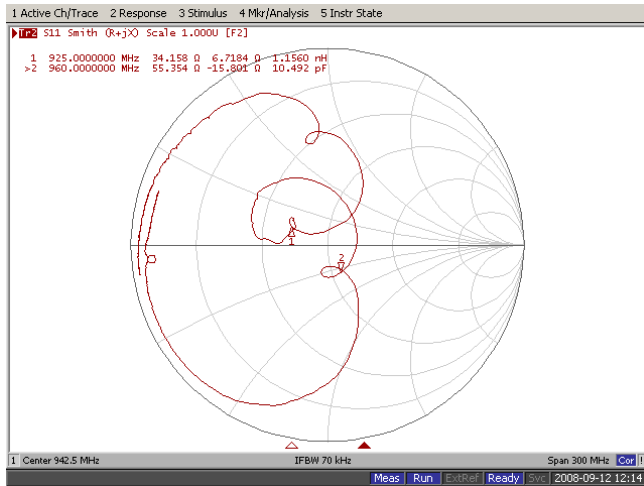 1 Active Ch/Trace 2 Response 3 Stimulus 4 Mkr/Analysis 5 Instr State
Tr2 S11 Smith (R+jX) Scale 1.000U [F2]
1 925.0000000 MHz 34.158 Ω 6.7184 Ω 1.1560 nH
>2 960.0000000 MHz 55.354 Ω -15.801 Ω 10.492 pF
1
2
1 Center 942.5 MHz IFBW 70 kHz Span 300 MHz Cor !
Meas Run ExtRef Ready Svc 2008-09-12 12:14